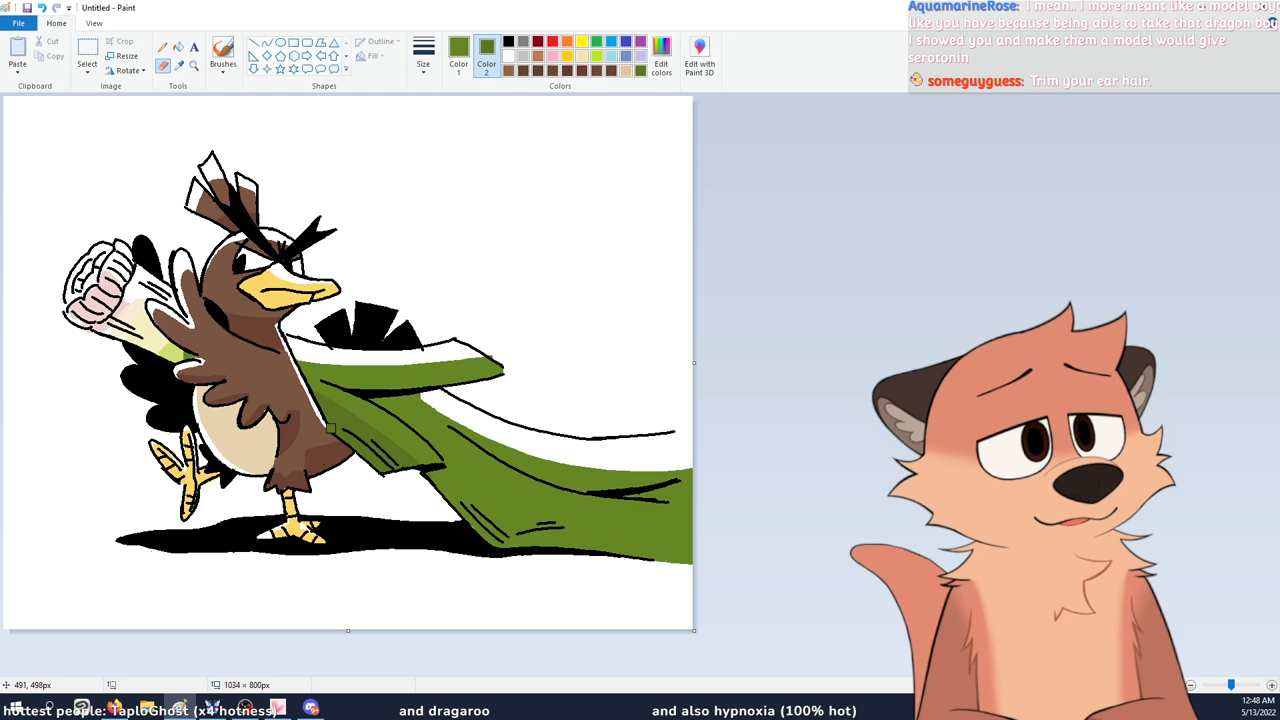 Untitled - Paint
File
Home
View
Paste
Cut
Copy
Clipboard
Select
Crop
Resize
Rotate
Image
A
Tools
Brushes
Outline
Fill
Shapes
Size
Color
1
Color
2
Edit
colors
Colors
Edit with
Paint 3D
AquamarineRose: I mean.. I more meant like 4 model boy
like you have because being able to take that dragon boy
I showed you and make them a model would give
serotonin
someguyguess: Trim your ear hair.
491, 498px
1034 × 800px
hottest people: TaploGhost (x4 hotness)
and dragaroo
and also hypnoxia (100% hot)
12:48 AM
5/13/2022